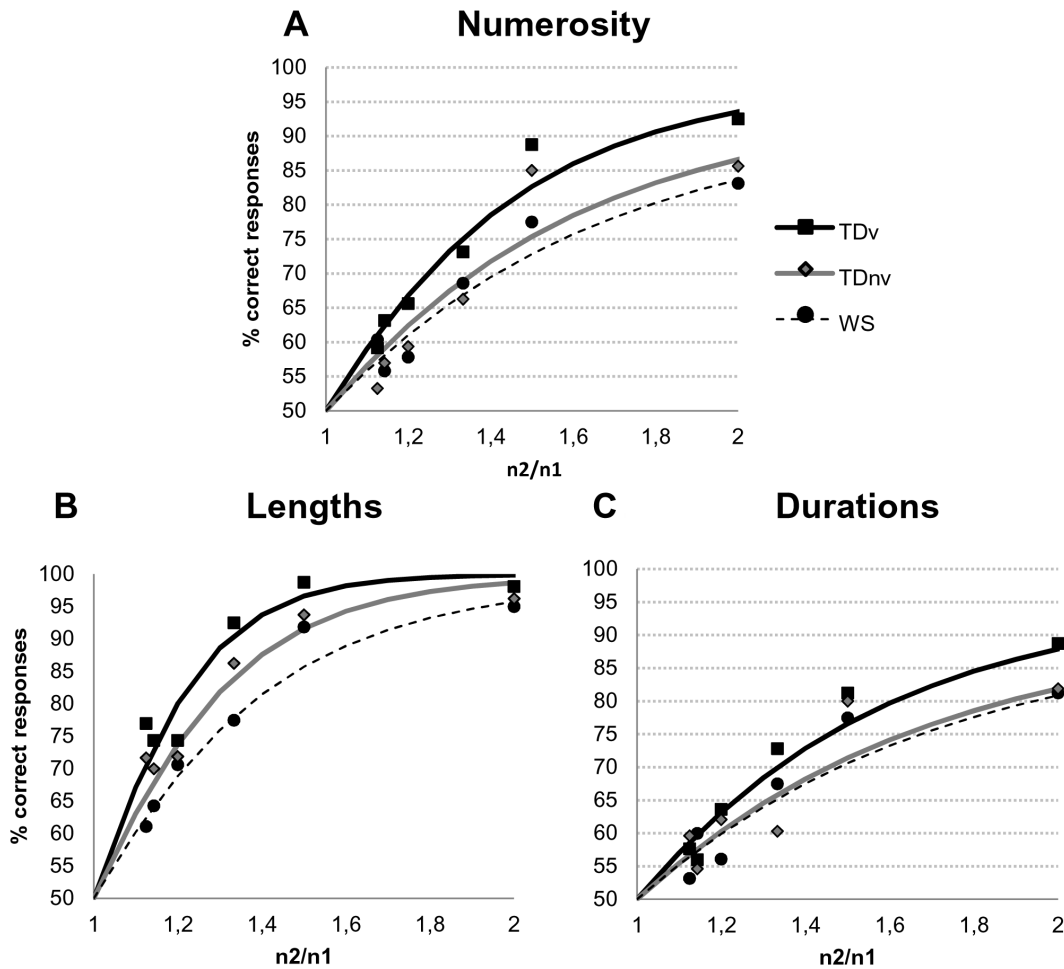 A Numerosity
% correct responses
100
95
90
85
80
75
70
65
60
55
50
1 1,2 1,4 1,6 1,8 2
n2/n1
TDv
TDnv
WS
B Lengths
% correct responses
100
95
90
85
80
75
70
65
60
55
50
1 1,2 1,4 1,6 1,8 2
n2/n1
C Durations
100
95
90
85
80
75
70
65
60
55
50
1 1,2 1,4 1,6 1,8 2
n2/n1